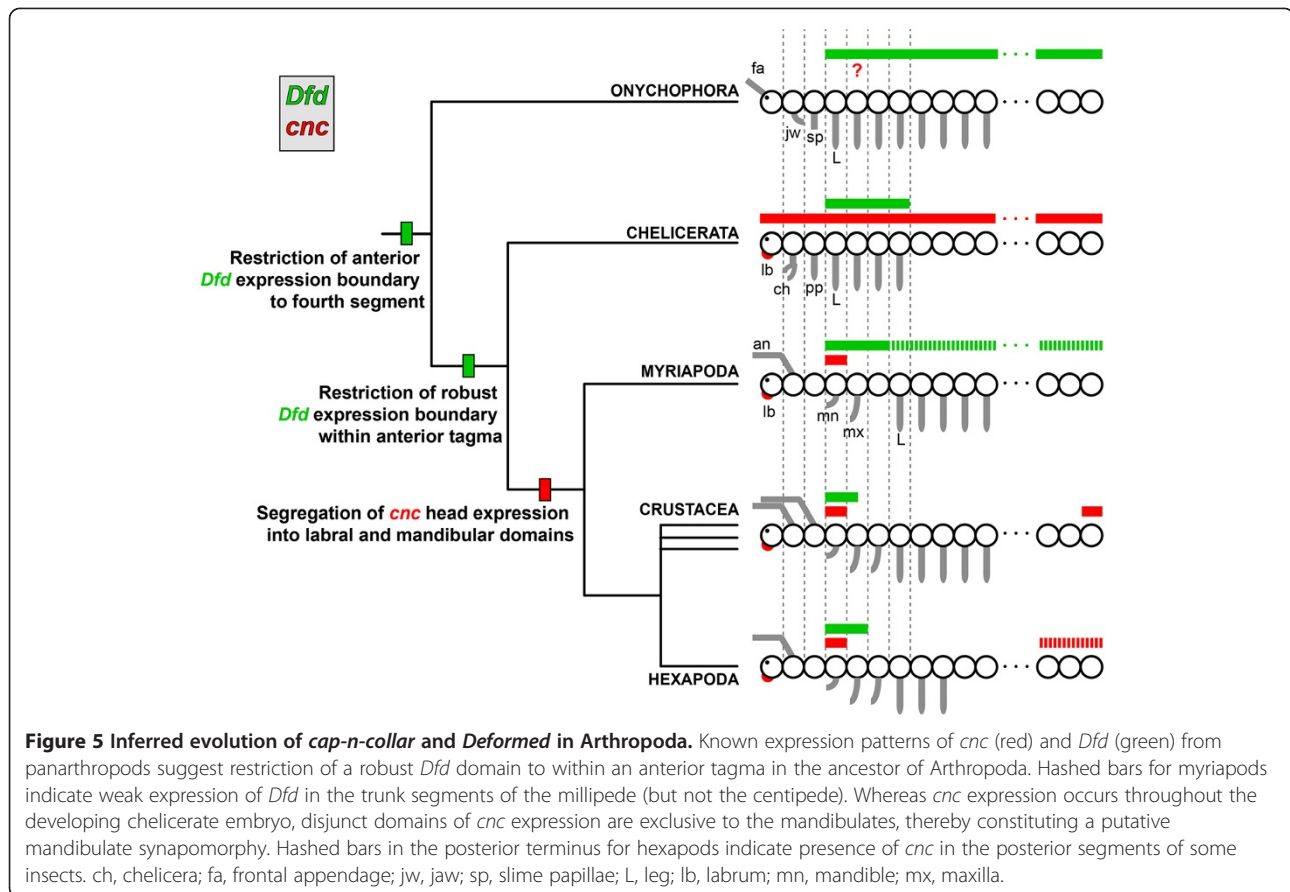 Dfd
cnc
fa
?
ONYCHOPHORA
jw
sp
L
Restriction of anterior
Dfd expression boundary
to fourth segment
CHELICERATA
lb
ch
pp
L
Restriction of robust
Dfd expression boundary
within anterior tagma
an
MYRIAPODA
lb
mn
mx
L
Segregation of cnc head expression
into labral and mandibular domains
CRUSTACEA
HEXAPODA
Figure 5 Inferred evolution of cap-n-collar and Deformed in Arthropoda. Known expression patterns of cnc (red) and Dfd (green) from
panarthropods suggest restriction of a robust Dfd domain to within an anterior tagma in the ancestor of Arthropoda. Hashed bars for myriapods
indicate weak expression of Dfd in the trunk segments of the millipede (but not the centipede). Whereas cnc expression occurs throughout the
developing chelicerate embryo, disjunct domains of cnc expression are exclusive to the mandibulates, thereby constituting a putative
mandibulate synapomorphy. Hashed bars in the posterior terminus for hexapods indicate presence of cnc in the posterior segments of some
insects. ch, chelicera; fa, frontal appendage; jw, jaw; sp, slime papillae; L, leg; lb, labrum; mn, mandible; mx, maxilla.